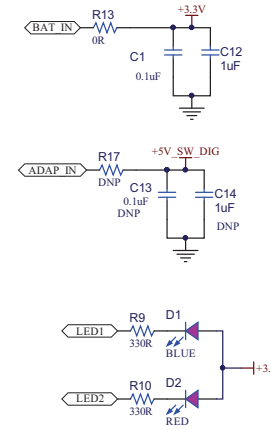 R13
+3.3V
BAT_IN
0R
C1
C12
0.1uF
1uF
R17
+5V_SW_DIG
ADAP_IN
DNP
C13
C14
0.1uF
1uF
DNP
DNP
R9
D1
LED1
330R
BLUE
+3.
R10
D2
LED2
330R
RED